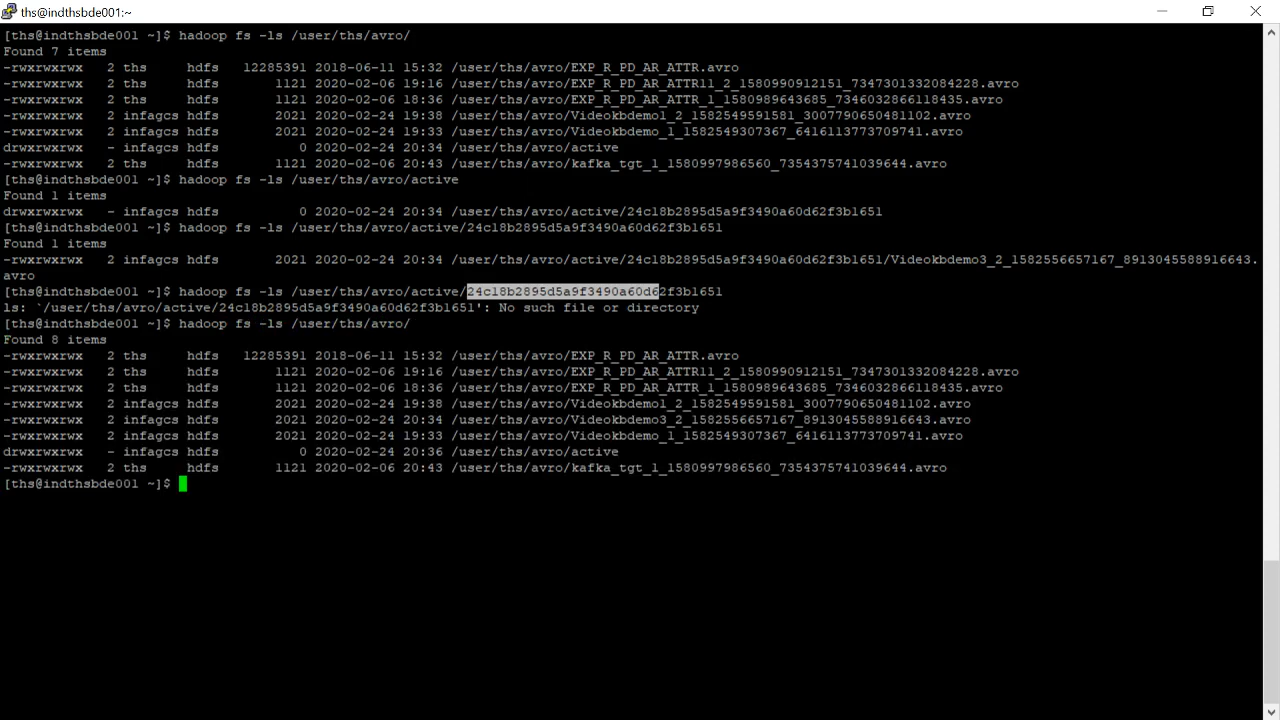 ths@indthsbde001:~
[ths@indthsbde001 ~]$ hadoop fs -ls /user/ths/avro/
Found 7 items
-rwxrwxrwx   2 ths     hdfs   12285391 2018-06-11 15:32 /user/ths/avro/EXP_R_PD_AR_ATTR.avro
-rwxrwxrwx   2 ths     hdfs       1121 2020-02-06 19:16 /user/ths/avro/EXP_R_PD_AR_ATTR11_2_1580990912151_7347301332084228.avro
-rwxrwxrwx   2 ths     hdfs       1121 2020-02-06 18:36 /user/ths/avro/EXP_R_PD_AR_ATTR_1_1580989643685_7346032866118435.avro
-rwxrwxrwx   2 infagcs hdfs       2021 2020-02-24 19:38 /user/ths/avro/Videokbdemo1_2_1582549591581_3007790650481102.avro
-rwxrwxrwx   2 infagcs hdfs       2021 2020-02-24 19:33 /user/ths/avro/Videokbdemo_1_1582549307367_6416113773709741.avro
drwxrwxrwx   - infagcs hdfs          0 2020-02-24 20:34 /user/ths/avro/active
-rwxrwxrwx   2 ths     hdfs       1121 2020-02-06 20:43 /user/ths/avro/kafka_tgt_1_1580997986560_7354375741039644.avro
[ths@indthsbde001 ~]$ hadoop fs -ls /user/ths/avro/active
Found 1 items
drwxrwxrwx   - infagcs hdfs          0 2020-02-24 20:34 /user/ths/avro/active/24c18b2895d5a9f3490a60d62f3b1651
[ths@indthsbde001 ~]$ hadoop fs -ls /user/ths/avro/active/24c18b2895d5a9f3490a60d62f3b1651
Found 1 items
-rwxrwxrwx   2 infagcs hdfs       2021 2020-02-24 20:34 /user/ths/avro/active/24c18b2895d5a9f3490a60d62f3b1651/Videokbdemo3_2_1582556657167_8913045588916643.
avro
[ths@indthsbde001 ~]$ hadoop fs -ls /user/ths/avro/active/24c18b2895d5a9f3490a60d62f3b1651
ls: `/user/ths/avro/active/24c18b2895d5a9f3490a60d62f3b1651': No such file or directory
[ths@indthsbde001 ~]$ hadoop fs -ls /user/ths/avro/
Found 8 items
-rwxrwxrwx   2 ths     hdfs   12285391 2018-06-11 15:32 /user/ths/avro/EXP_R_PD_AR_ATTR.avro
-rwxrwxrwx   2 ths     hdfs       1121 2020-02-06 19:16 /user/ths/avro/EXP_R_PD_AR_ATTR11_2_1580990912151_7347301332084228.avro
-rwxrwxrwx   2 ths     hdfs       1121 2020-02-06 18:36 /user/ths/avro/EXP_R_PD_AR_ATTR_1_1580989643685_7346032866118435.avro
-rwxrwxrwx   2 infagcs hdfs       2021 2020-02-24 19:38 /user/ths/avro/Videokbdemo1_2_1582549591581_3007790650481102.avro
-rwxrwxrwx   2 infagcs hdfs       2021 2020-02-24 20:34 /user/ths/avro/Videokbdemo3_2_1582556657167_8913045588916643.avro
-rwxrwxrwx   2 infagcs hdfs       2021 2020-02-24 19:33 /user/ths/avro/Videokbdemo_1_1582549307367_6416113773709741.avro
drwxrwxrwx   - infagcs hdfs          0 2020-02-24 20:36 /user/ths/avro/active
-rwxrwxrwx   2 ths     hdfs       1121 2020-02-06 20:43 /user/ths/avro/kafka_tgt_1_1580997986560_7354375741039644.avro
[ths@indthsbde001 ~]$